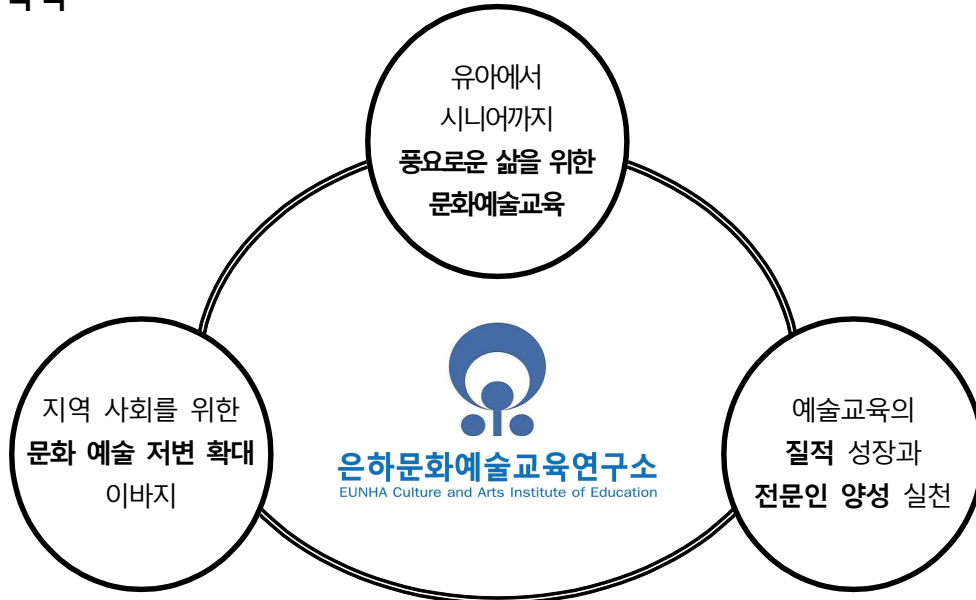 유아에서
시니어까지
풍요로운 삶을 위한
문화예술교육
지역 사회를 위한
문화 예술 저변 확대
이바지
은하문화예술교육연구소
EUNHA Culture and Arts Institute of Education
예술교육의
질적 성장과
전문인 양성 실천